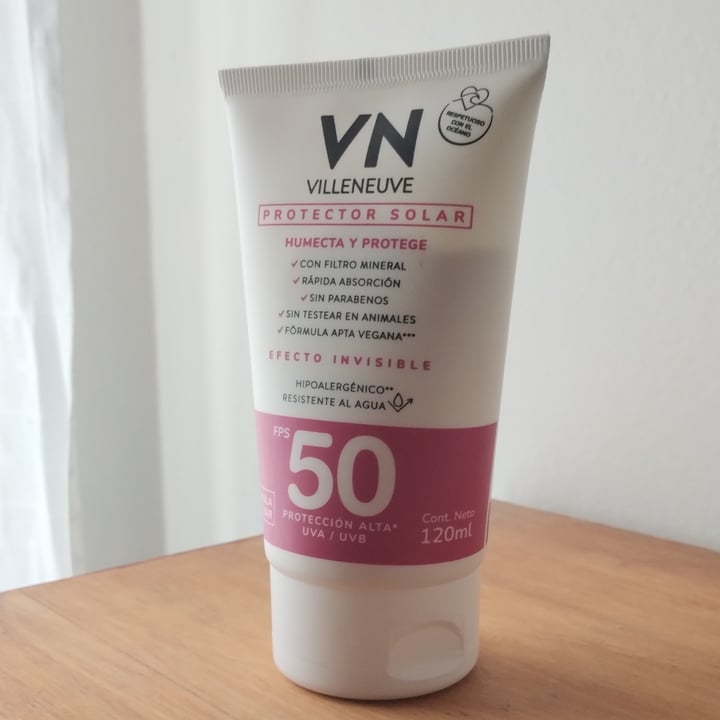 VN
VILLENEUVE
RESPETUOSO
CON EL
OCÉANO
PROTECTOR SOLAR
HUMECTA Y PROTEGE
✓CON FILTRO MINERAL
✓RÁPIDA ABSORCIÓN
✓SIN PARABENOS
✓SIN TESTEAR EN ANIMALES
✓FÓRMULA APTA VEGANA***
EFECTO INVISIBLE
HIPOALERGÉNICO**
RESISTENTE AL AGUA
FPS 50
PROTECCIÓN ALTA*
UVA / UVB
Cont. Neto
120ml